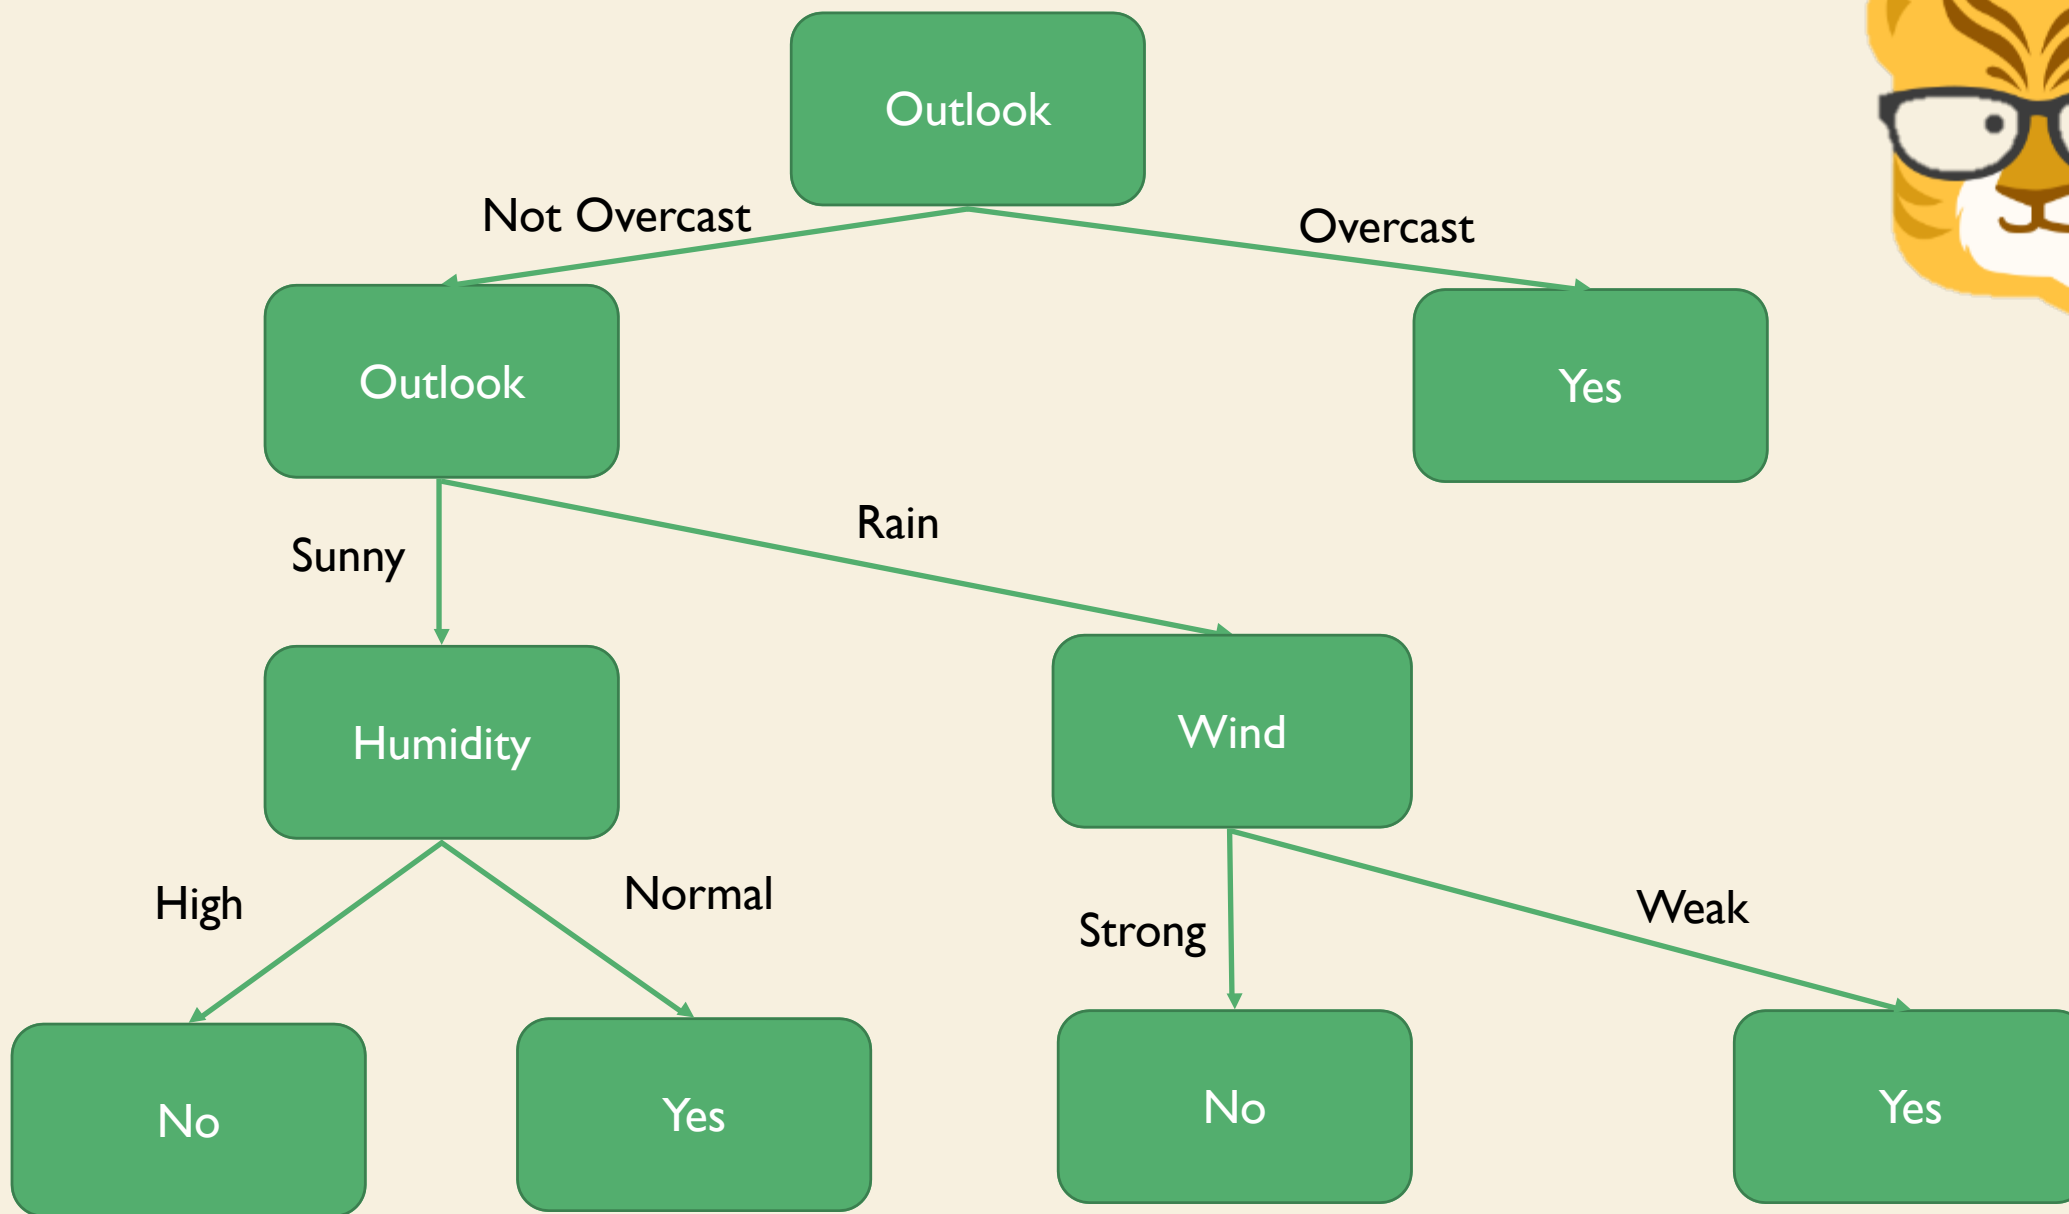 Outlook
Not Overcast
Overcast
Outlook
Yes
Sunny
Rain
Humidity
Wind
High
Normal
Strong
Weak
No
Yes
No
Yes